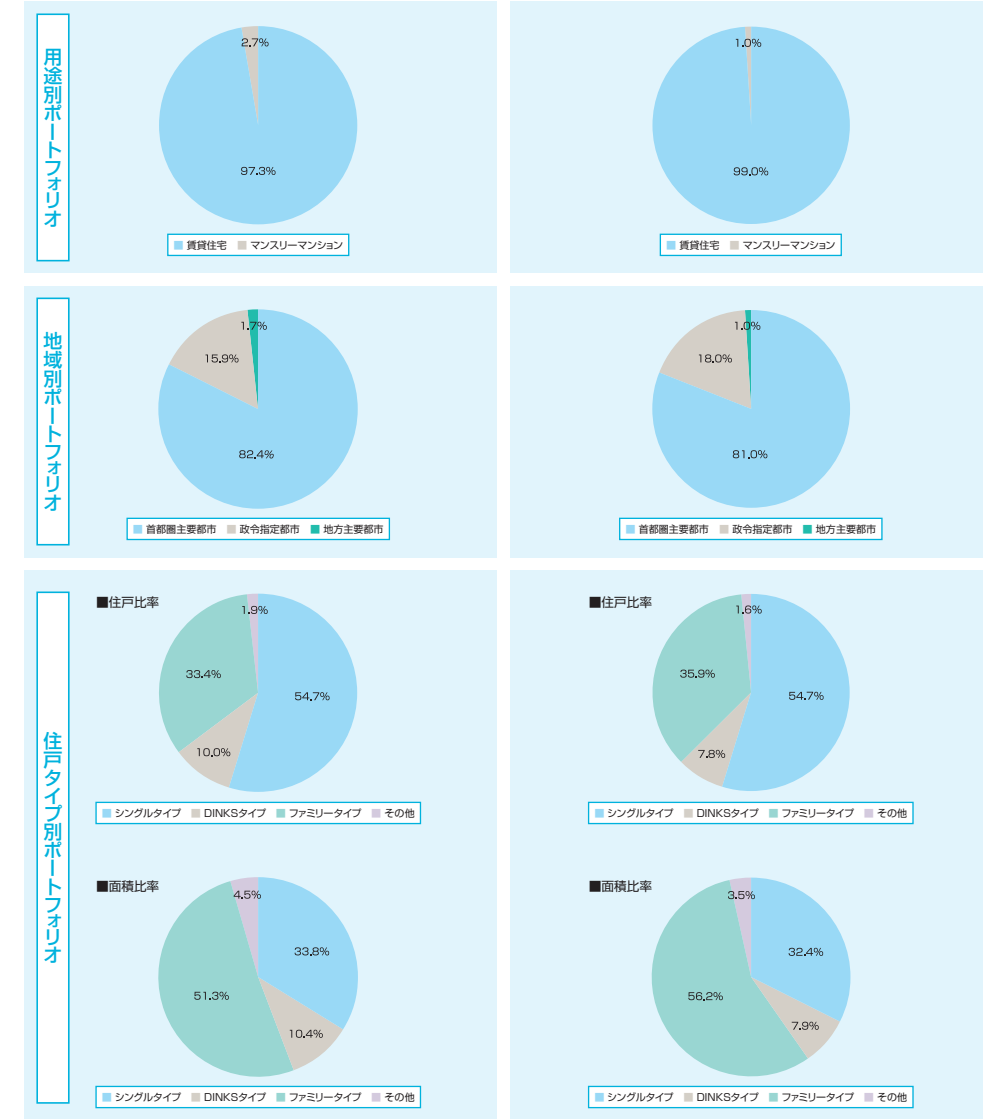 用途別ポートフォリオ
2.7%
97.3%
賃貸住宅 マンスリーマンション
1.0%
99.0%
賃貸住宅 マンスリーマンション
地域別ポートフォリオ
1.7%
15.9%
82.4%
首都圏主要都市 政令指定都市 地方主要都市
1.0%
18.0%
81.0%
首都圏主要都市 政令指定都市 地方主要都市
住戸タイプ別ポートフォリオ
■住戸比率
1.9%
33.4%
54.7%
10.0%
シングルタイプ DINKSタイプ ファミリータイプ その他
■住戸比率
1.6%
35.9%
54.7%
7.8%
シングルタイプ DINKSタイプ ファミリータイプ その他
■面積比率
4.5%
33.8%
51.3%
10.4%
シングルタイプ DINKSタイプ ファミリータイプ その他
■面積比率
3.5%
32.4%
56.2%
7.9%
シングルタイプ DINKSタイプ ファミリータイプ その他